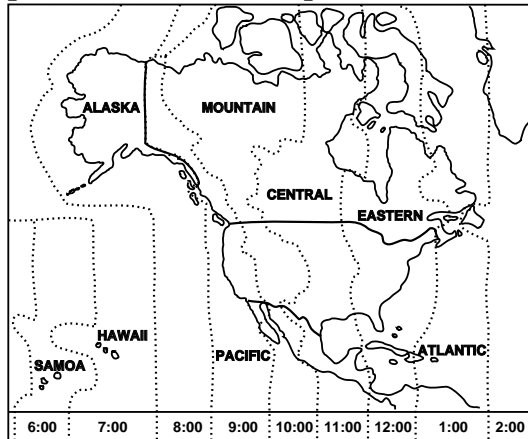 ALASKA MOUNTAIN
CENTRAL
EASTERN
HAWAII
SAMOA
PACIFIC
ATLANTIC
6:00 7:00 8:00 9:00 10:00 11:00 12:00 1:00 2:00